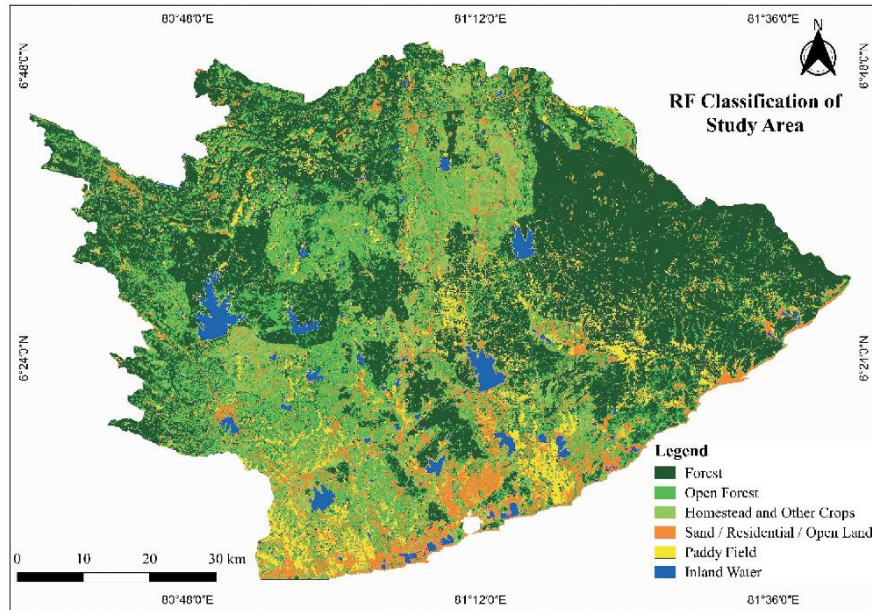 80°48'0"E 81°12'0"E 81°36'0"E
6°48'0"N
6°48'0"N
N
RF Classification of
Study Area
6°24'0"N
6°24'0"N
Legend
Forest
Open Forest
Homestead and Other Crops
Sand / Residential / Open Land
Paddy Field
Inland Water
0 10 20 30 km
80°48'0"E 81°12'0"E 81°36'0"E